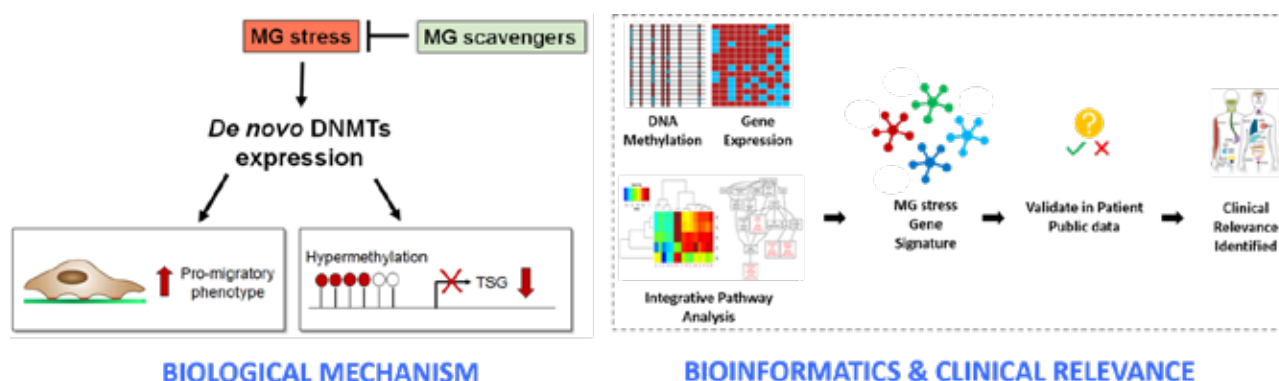 MG stress
MG scavengers
De novo DNMTs
expression
Pro-migratory
phenotype
Hypermethylation
TSG
BIOLOGICAL MECHANISM
DNA
Methylation
Gene
Expression
Integrative Pathway
Analysis
MG stress
Gene
Signature
?
Validate in Patient
Public data
Clinical
Relevance
Identified
BIOINFORMATICS & CLINICAL RELEVANCE